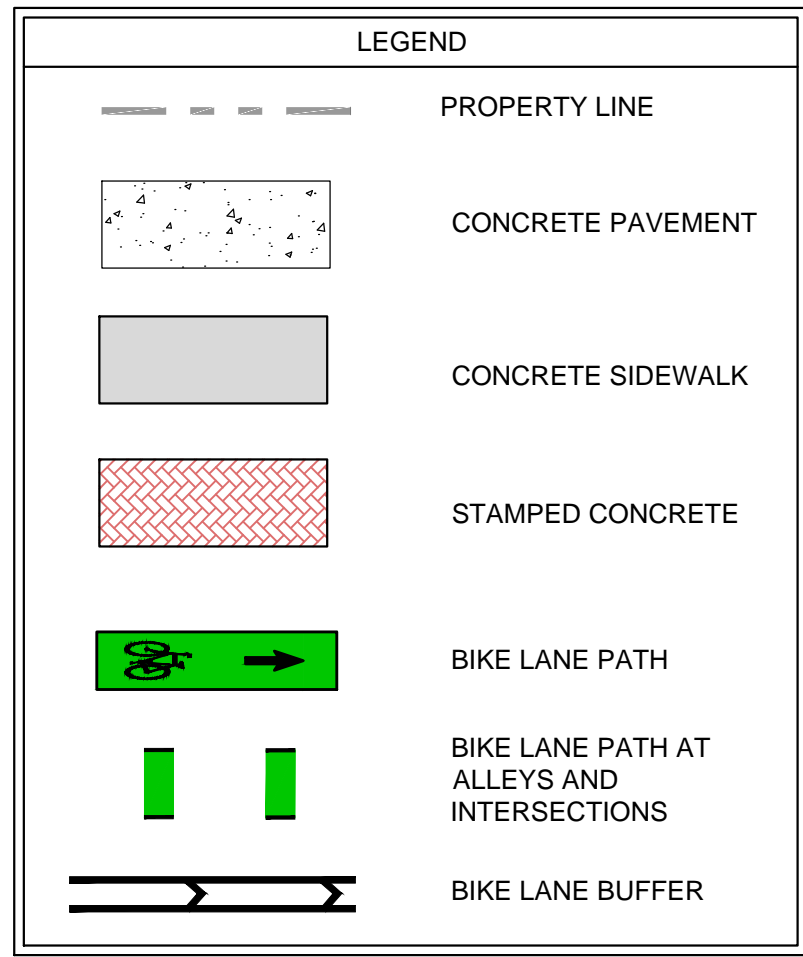 LEGEND
PROPERTY LINE
CONCRETE PAVEMENT
CONCRETE SIDEWALK
STAMPED CONCRETE
BIKE LANE PATH
BIKE LANE PATH AT
ALLEYS AND
INTERSECTIONS
BIKE LANE BUFFER